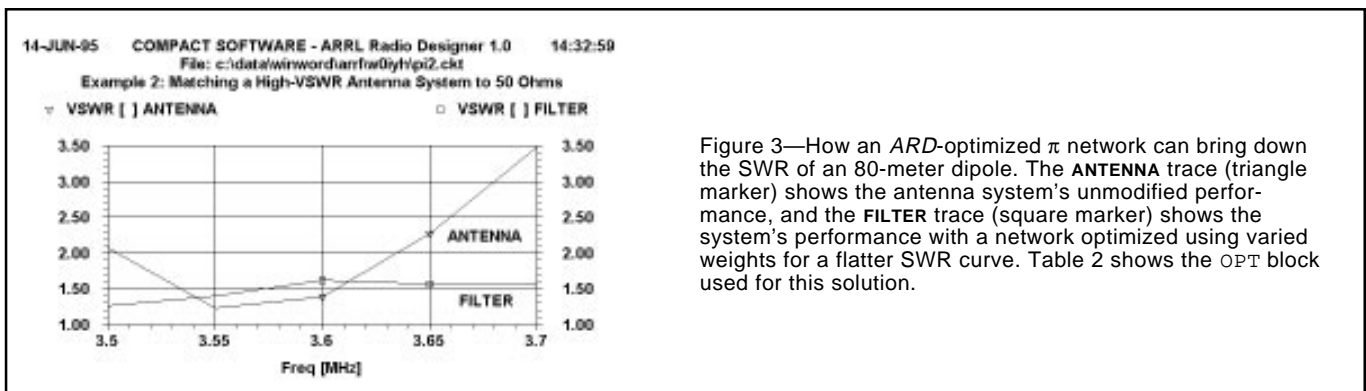 14-JUN-95 COMPACT SOFTWARE - ARRL Radio Designer 1.0 14:32:59
File: c:\data\winword\arrl\w0iyh\pi2.ckt
Example 2: Matching a High-VSWR Antenna System to 50 Ohms
VSWR [ ] ANTENNA VSWR [ ] FILTER
3.50 3.50
3.00 3.00
2.50 2.50
ANTENNA
2.00 2.00
1.50 1.50
FILTER
1.00 1.00
3.5 3.55 3.6 3.65 3.7
Freq [MHz]
Figure 3—How an ARD-optimized π network can bring down
the SWR of an 80-meter dipole. The ANTENNA trace (triangle
marker) shows the antenna system's unmodified perfor-
mance, and the FILTER trace (square marker) shows the
system's performance with a network optimized using varied
weights for a flatter SWR curve. Table 2 shows the OPT block
used for this solution.